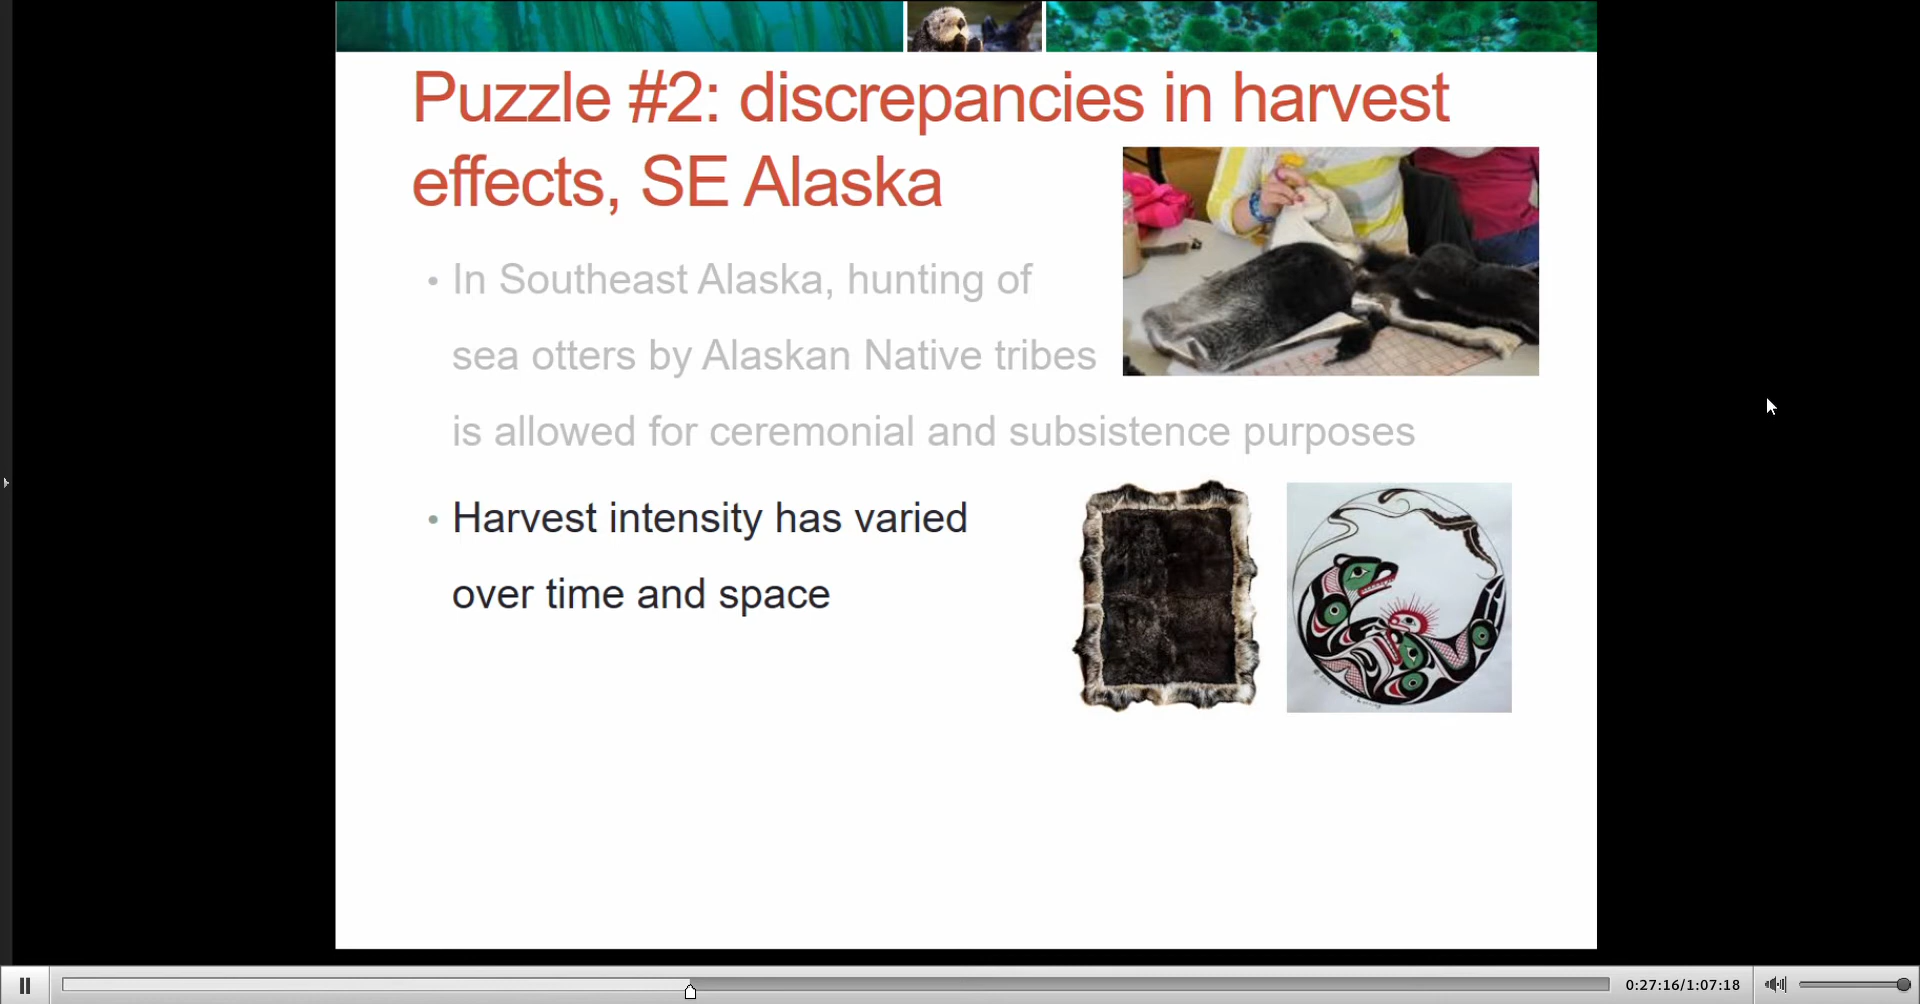 Puzzle #2: discrepancies in harvest
effects, SE Alaska
• In Southeast Alaska, hunting of
sea otters by Alaskan Native tribes
is allowed for ceremonial and subsistence purposes
• Harvest intensity has varied
over time and space
0:27:16/1:07:18